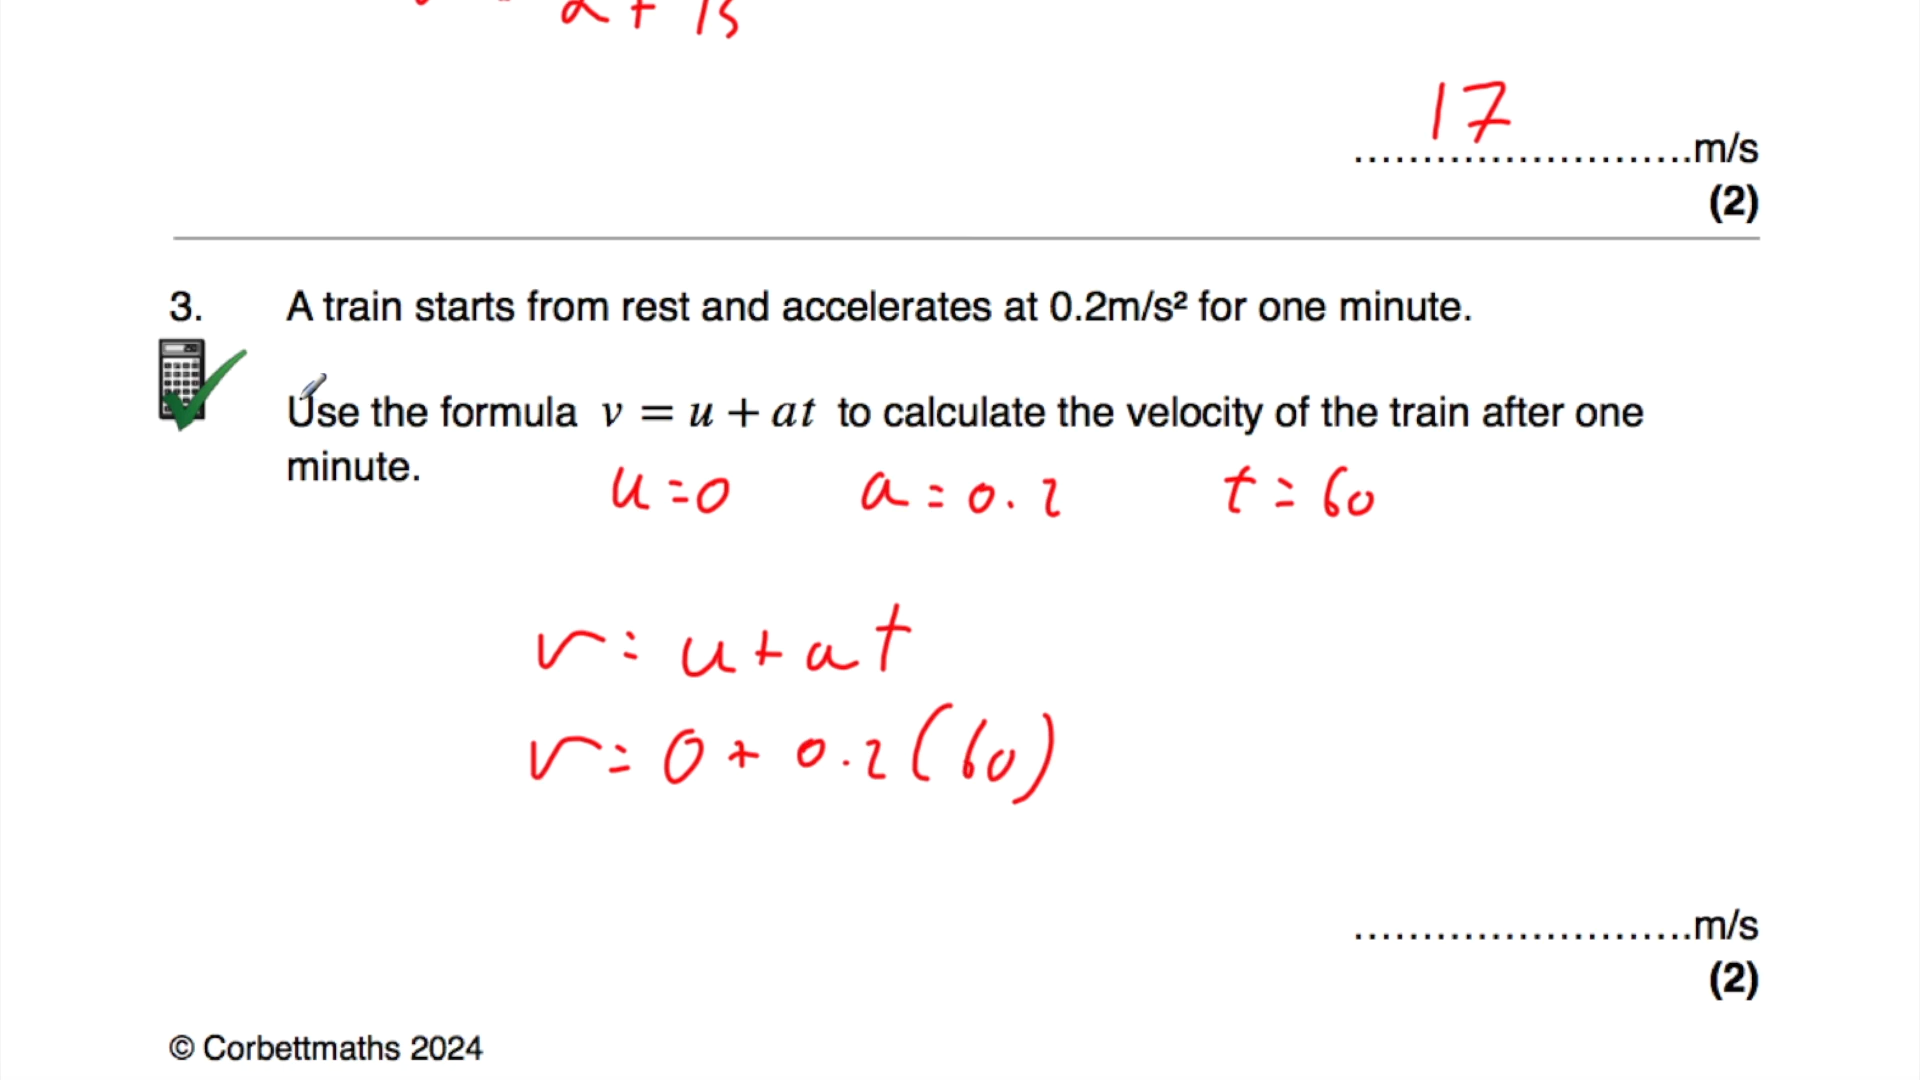 2 + 15
17
.........................m/s
(2)
3. A train starts from rest and accelerates at 0.2m/s² for one minute.
Use the formula v = u + at to calculate the velocity of the train after one
minute.
u=0 a=0.2 t=60
v=u+at
v=0+0.2(60)
.........................m/s
(2)
© Corbettmaths 2024